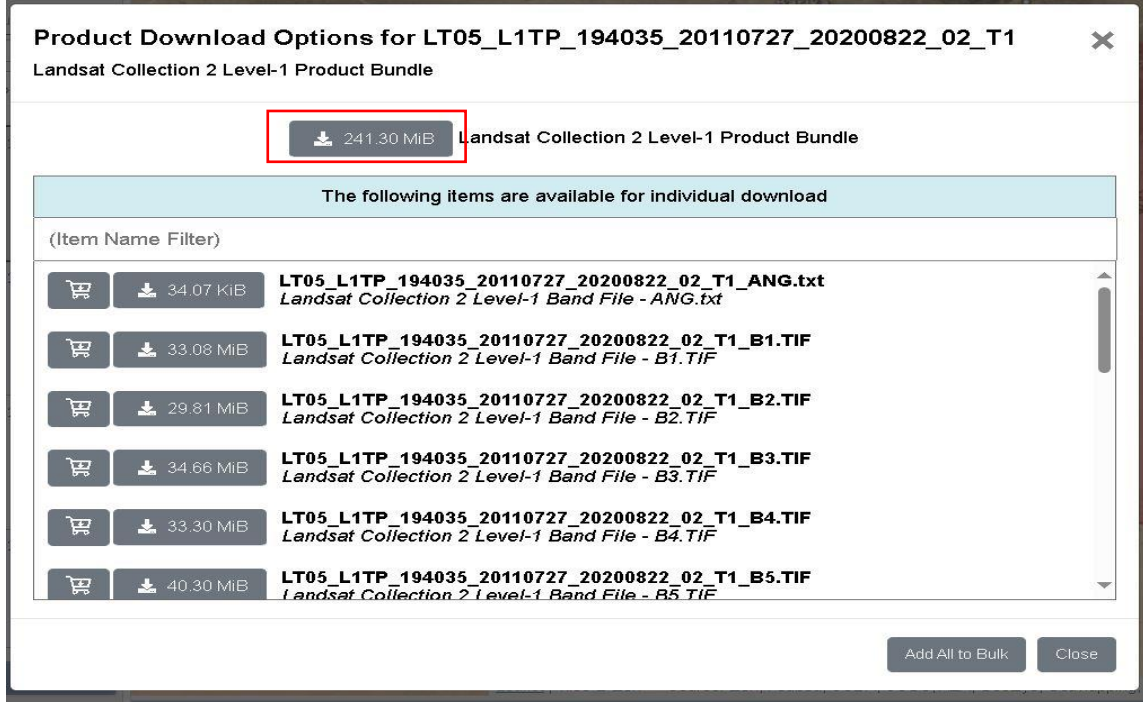 Product Download Options for LT05_L1TP_194035_20110727_20200822_02_T1
Landsat Collection 2 Level-1 Product Bundle
241.30 MiB Landsat Collection 2 Level-1 Product Bundle
The following items are available for individual download
(Item Name Filter)
34.07 KiB LT05_L1TP_194035_20110727_20200822_02_T1_ANG.txt
Landsat Collection 2 Level-1 Band File - ANG.txt
33.08 MiB LT05_L1TP_194035_20110727_20200822_02_T1_B1.TIF
Landsat Collection 2 Level-1 Band File - B1.TIF
29.81 MiB LT05_L1TP_194035_20110727_20200822_02_T1_B2.TIF
Landsat Collection 2 Level-1 Band File - B2.TIF
34.66 MiB LT05_L1TP_194035_20110727_20200822_02_T1_B3.TIF
Landsat Collection 2 Level-1 Band File - B3.TIF
33.30 MiB LT05_L1TP_194035_20110727_20200822_02_T1_B4.TIF
Landsat Collection 2 Level-1 Band File - B4.TIF
40.30 MiB LT05_L1TP_194035_20110727_20200822_02_T1_B5.TIF
Landsat Collection 2 Level-1 Band File - B5.TIF
Add All to Bulk Close